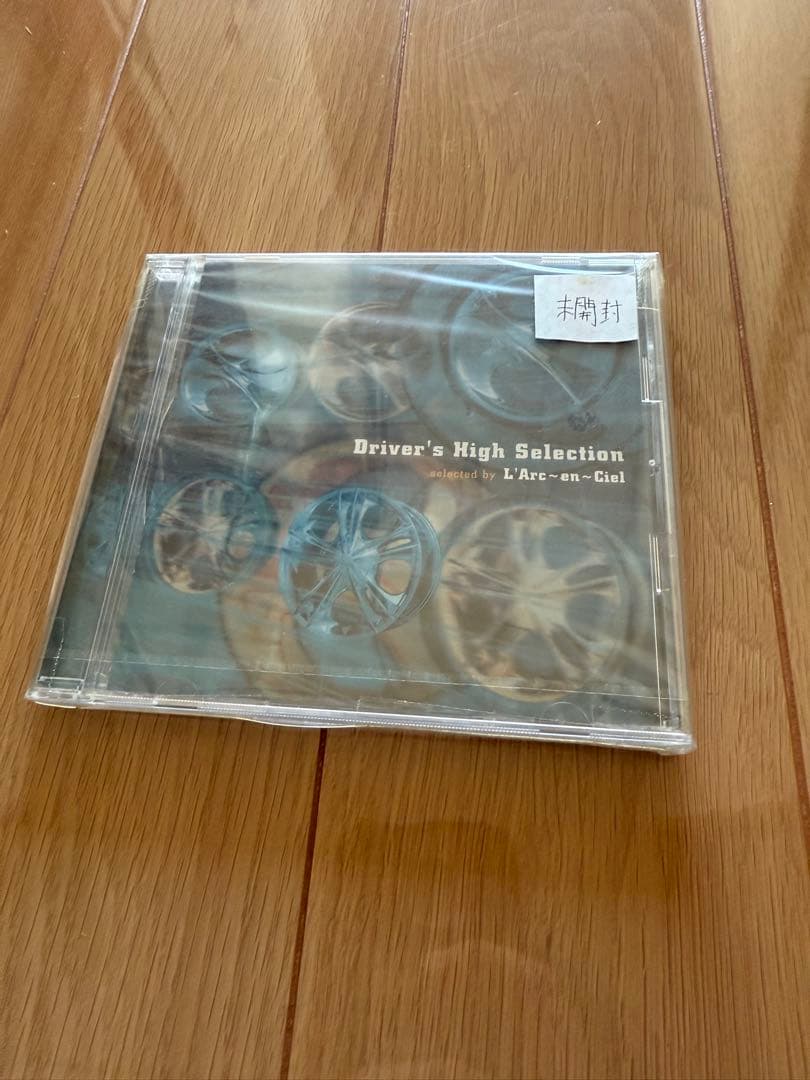 未開封
Driver's High Selection
selected by L'Arc~en~Ciel